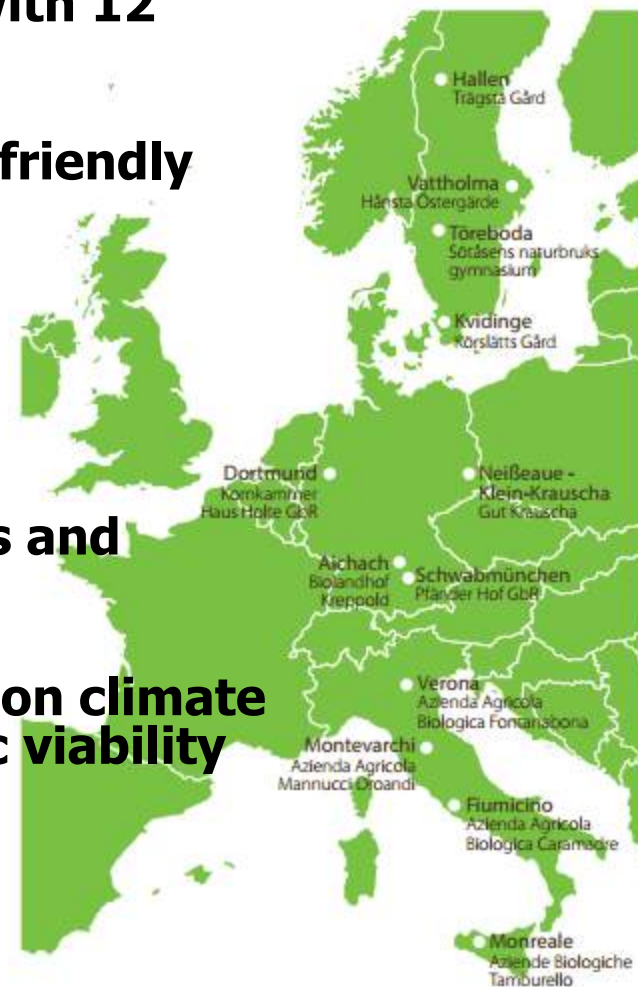 with 12
friendly
s and
on climate
c viability
Hallen
Trägsta Gård
Vattholma
Hånsta Östergärde
Töreboda
Sötåsens naturbruks
gymnasium
Kvidinge
Körslätts Gård
Dortmund
Kornkammer
Haus Holte GbR
Neißeaue -
Klein-Krauscha
Gut Krauscha
Aichach
Biolandhof
Kreppold
Schwabmünchen
Pfänder Hof GbR
Verona
Azienda Agricola
Biologica Fontanabona
Montevarchi
Azienda Agricola
Mannucci Droandi
Fiumicino
Azienda Agricola
Biologica Caramadre
Monreale
Aziende Biologiche
Tamburello